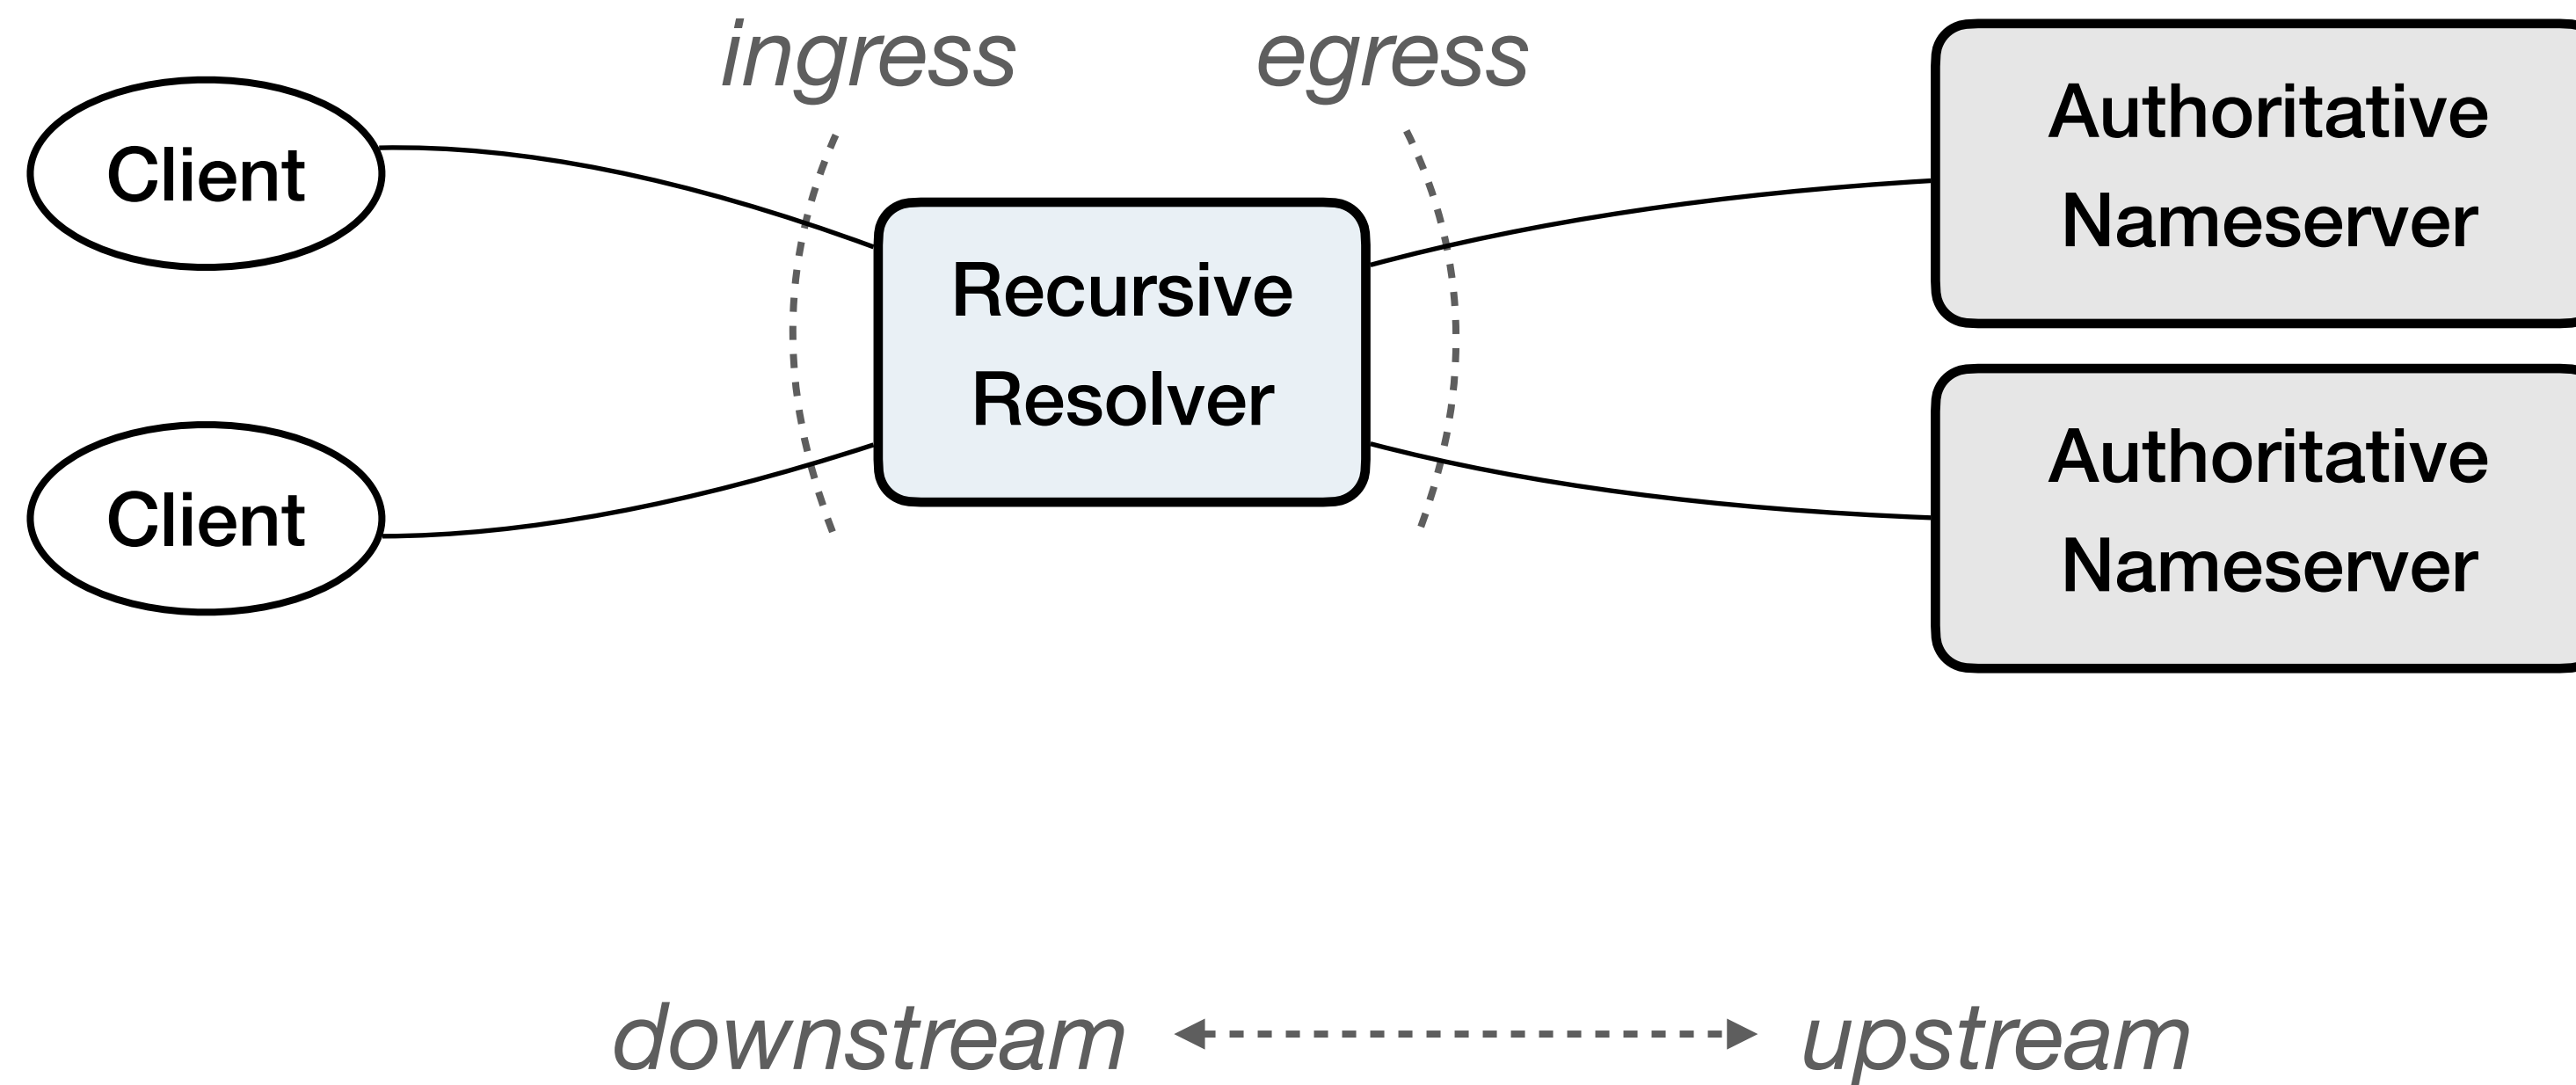 ingress
egress
Client
Client
Recursive
Resolver
Authoritative
Nameserver
Authoritative
Nameserver
downstream
upstream